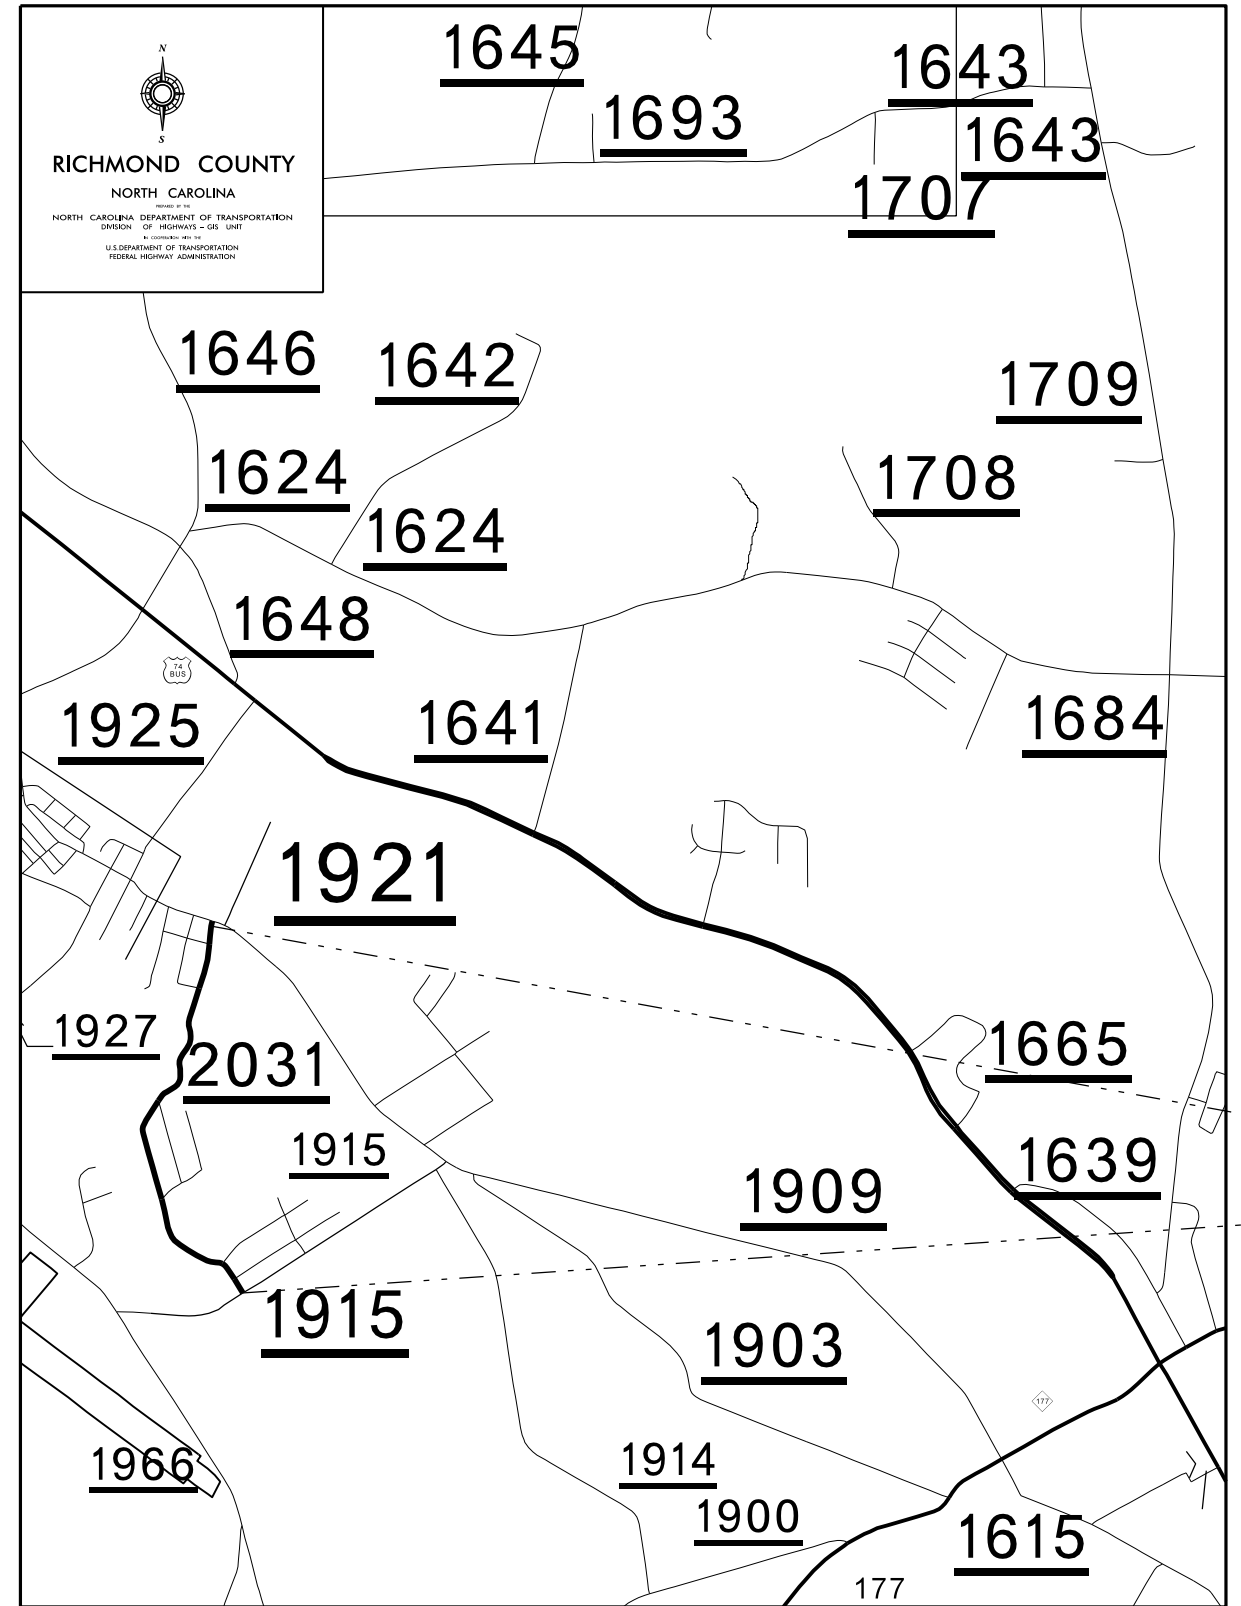 N
S
RICHMOND COUNTY
NORTH CAROLINA
PREPARED BY THE
NORTH CAROLINA DEPARTMENT OF TRANSPORTATION
DIVISION OF HIGHWAYS – GIS UNIT
IN COOPERATION WITH THE
U.S.DEPARTMENT OF TRANSPORTATION
FEDERAL HIGHWAY ADMINISTRATION
1645
1643
1693
1643
1707
1646
1642
1709
1624
1708
1624
1648
74
BUS
1925
1641
1684
1921
1927
2031
1665
1915
1639
1909
1915
1903
177
1966
1914
1900
1615
177